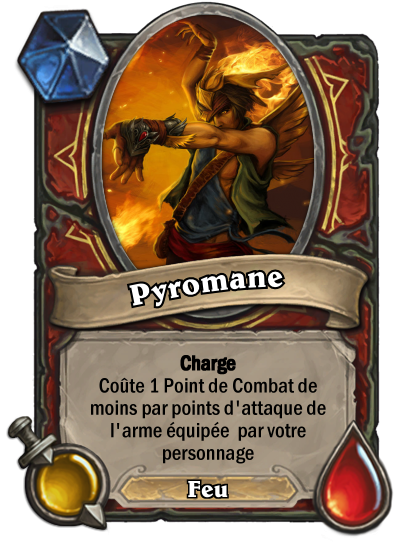 Pyromane
Charge
Coûte 1 Point de Combat de
moins par points d'attaque de
l'arme équipée  par votre
personnage
Feu